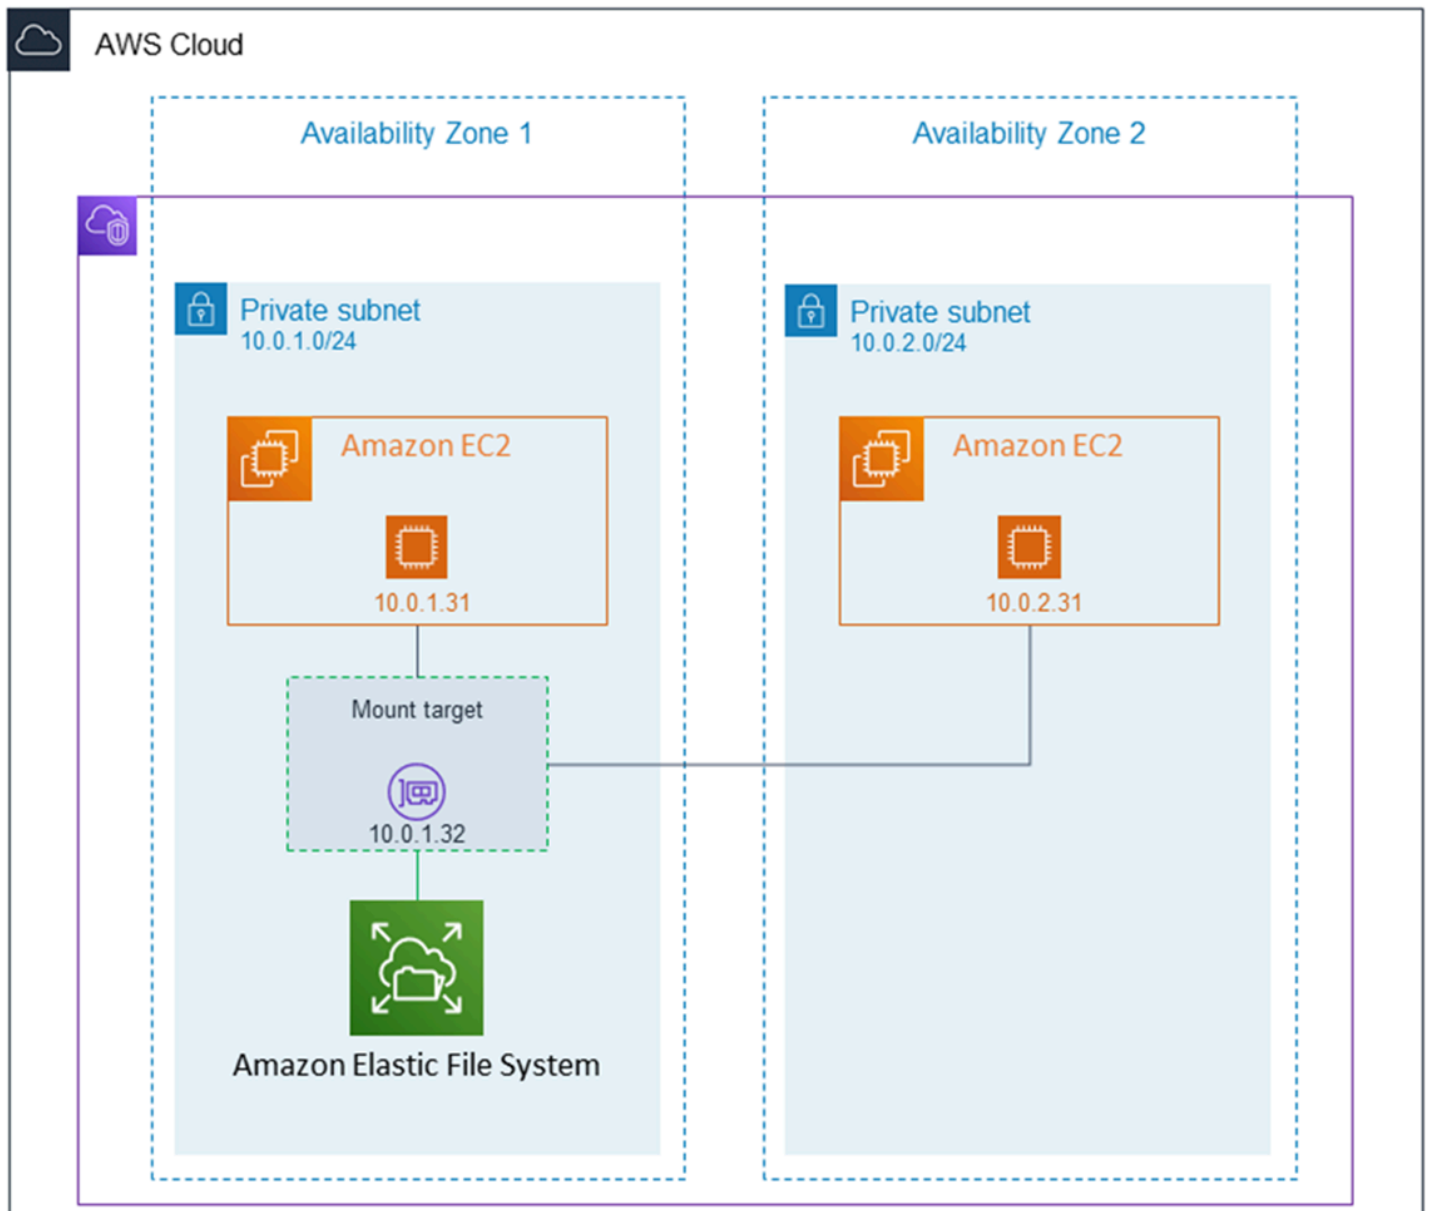 AWS Cloud
Availability Zone 1
Availability Zone 2
Private subnet
10.0.1.0/24
Private subnet
10.0.2.0/24
Amazon EC2
10.0.1.31
Amazon EC2
10.0.2.31
Mount target
10.0.1.32
Amazon Elastic File System